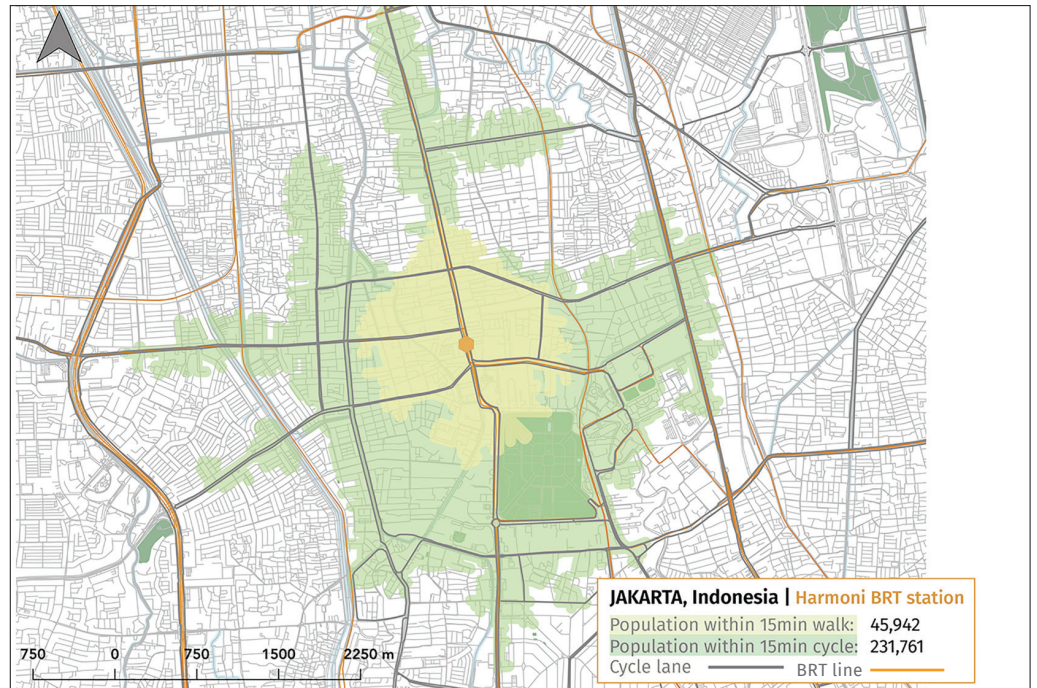 JAKARTA, Indonesia | Harmoni BRT station
Population within 15min walk: 45,942
Population within 15min cycle: 231,761
Cycle lane BRT line
750 0 750 1500 2250 m